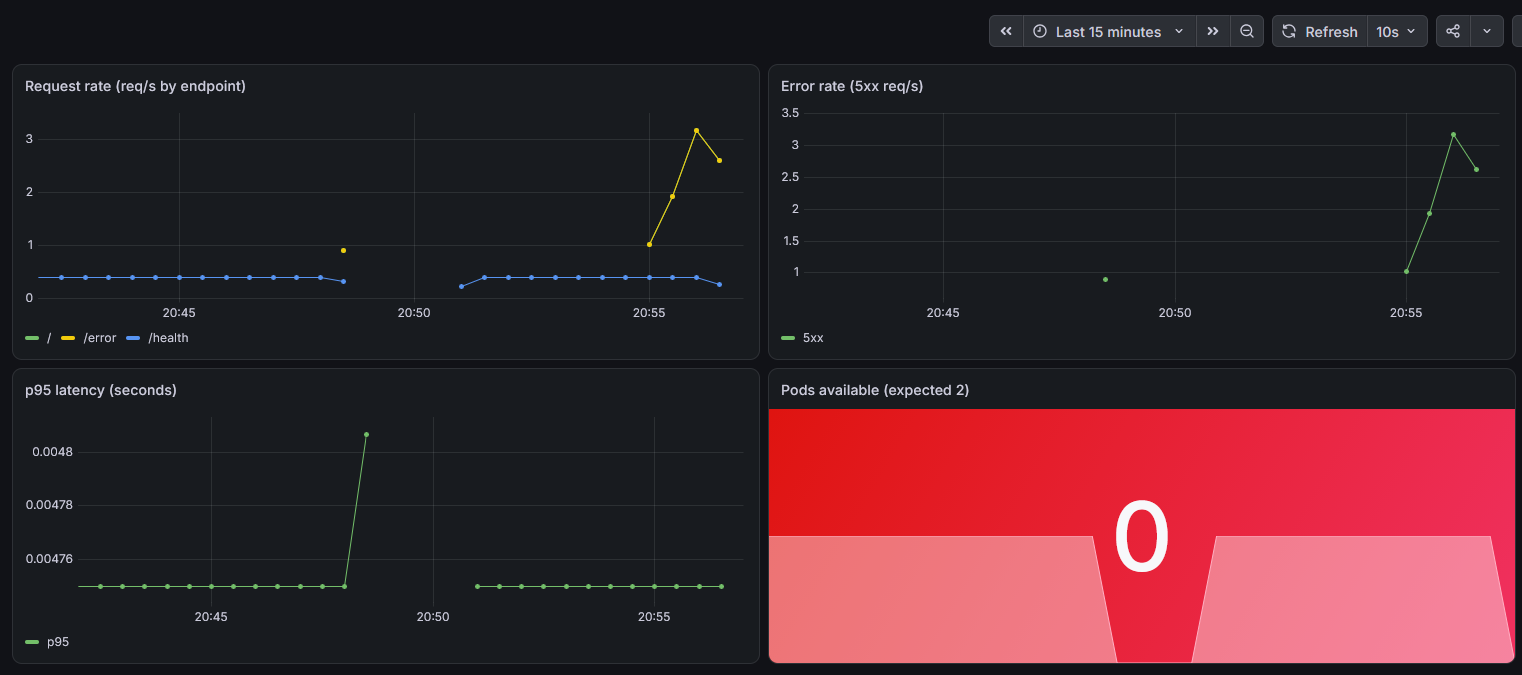 Last 15 minutes Refresh 10s
Request rate (req/s by endpoint)
3
2
1
0
20:45 20:50 20:55
/ /error /health
Error rate (5xx req/s)
3.5
3
2.5
2
1.5
1
20:45 20:50 20:55
5xx
p95 latency (seconds)
0.0048
0.00478
0.00476
20:45 20:50 20:55
p95
Pods available (expected 2)
0